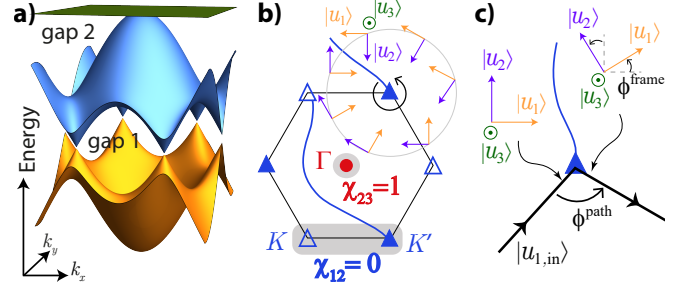 a)
gap 2
gap 1
Energy
k_y
k_x
b)
|u_1⟩
|u_3⟩
|u_2⟩
Γ
χ_23=1
K
K′
χ_12=0
c)
|u_2⟩
|u_1⟩
|u_3⟩
ϕ^frame
|u_2⟩
|u_1⟩
|u_3⟩
ϕ^path
|u_1,in⟩